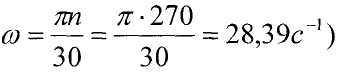 ω = πn/30 = π·270/30 = 28,39c⁻¹)